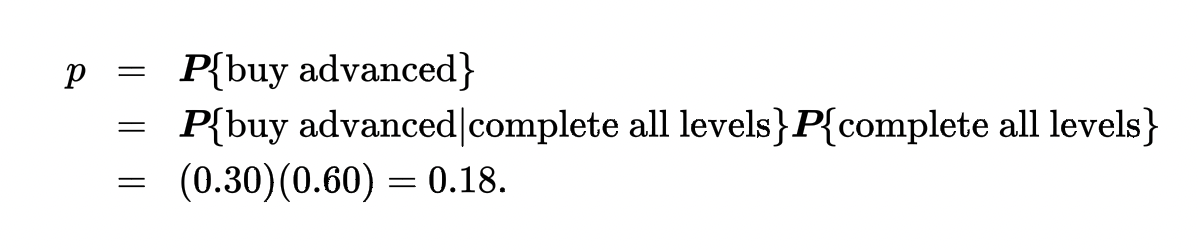 p = P{buy advanced}
= P{buy advanced|complete all levels}P{complete all levels}
= (0.30)(0.60) = 0.18.